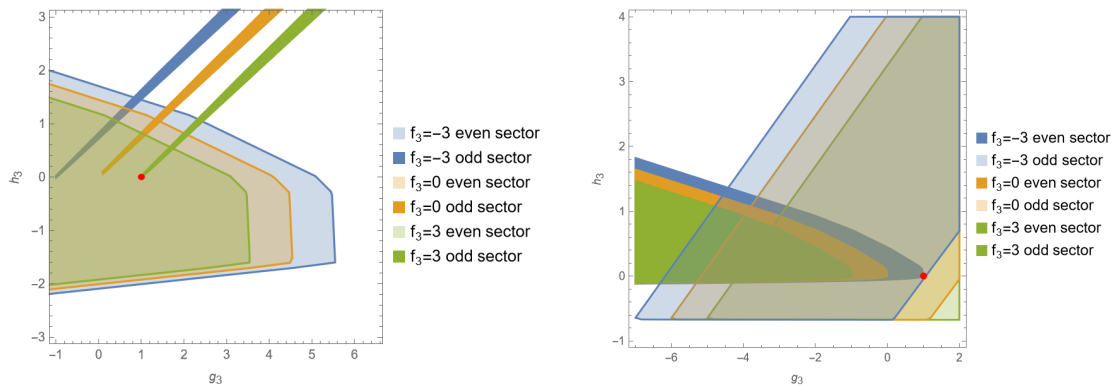 3
2
1
0
−1
−2
−3
h₃
−1
0
1
2
3
4
5
6
g₃
f₃=−3 even sector
f₃=−3 odd sector
f₃=0 even sector
f₃=0 odd sector
f₃=3 even sector
f₃=3 odd sector
4
3
2
1
0
−1
h₃
−6
−4
−2
0
2
g₃
f₃=−3 even sector
f₃=−3 odd sector
f₃=0 even sector
f₃=0 odd sector
f₃=3 even sector
f₃=3 odd sector